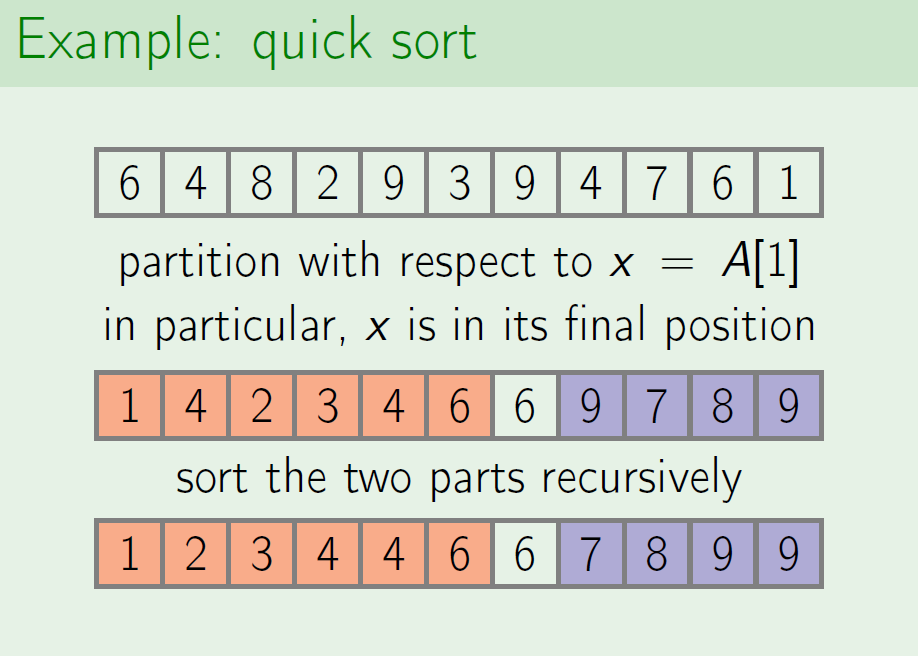 Example: quick sort
6 4 8 2 9 3 9 4 7 6 1
partition with respect to x = A[1]
in particular, x is in its final position
1 4 2 3 4 6 6 9 7 8 9
sort the two parts recursively
1 2 3 4 4 6 6 7 8 9 9